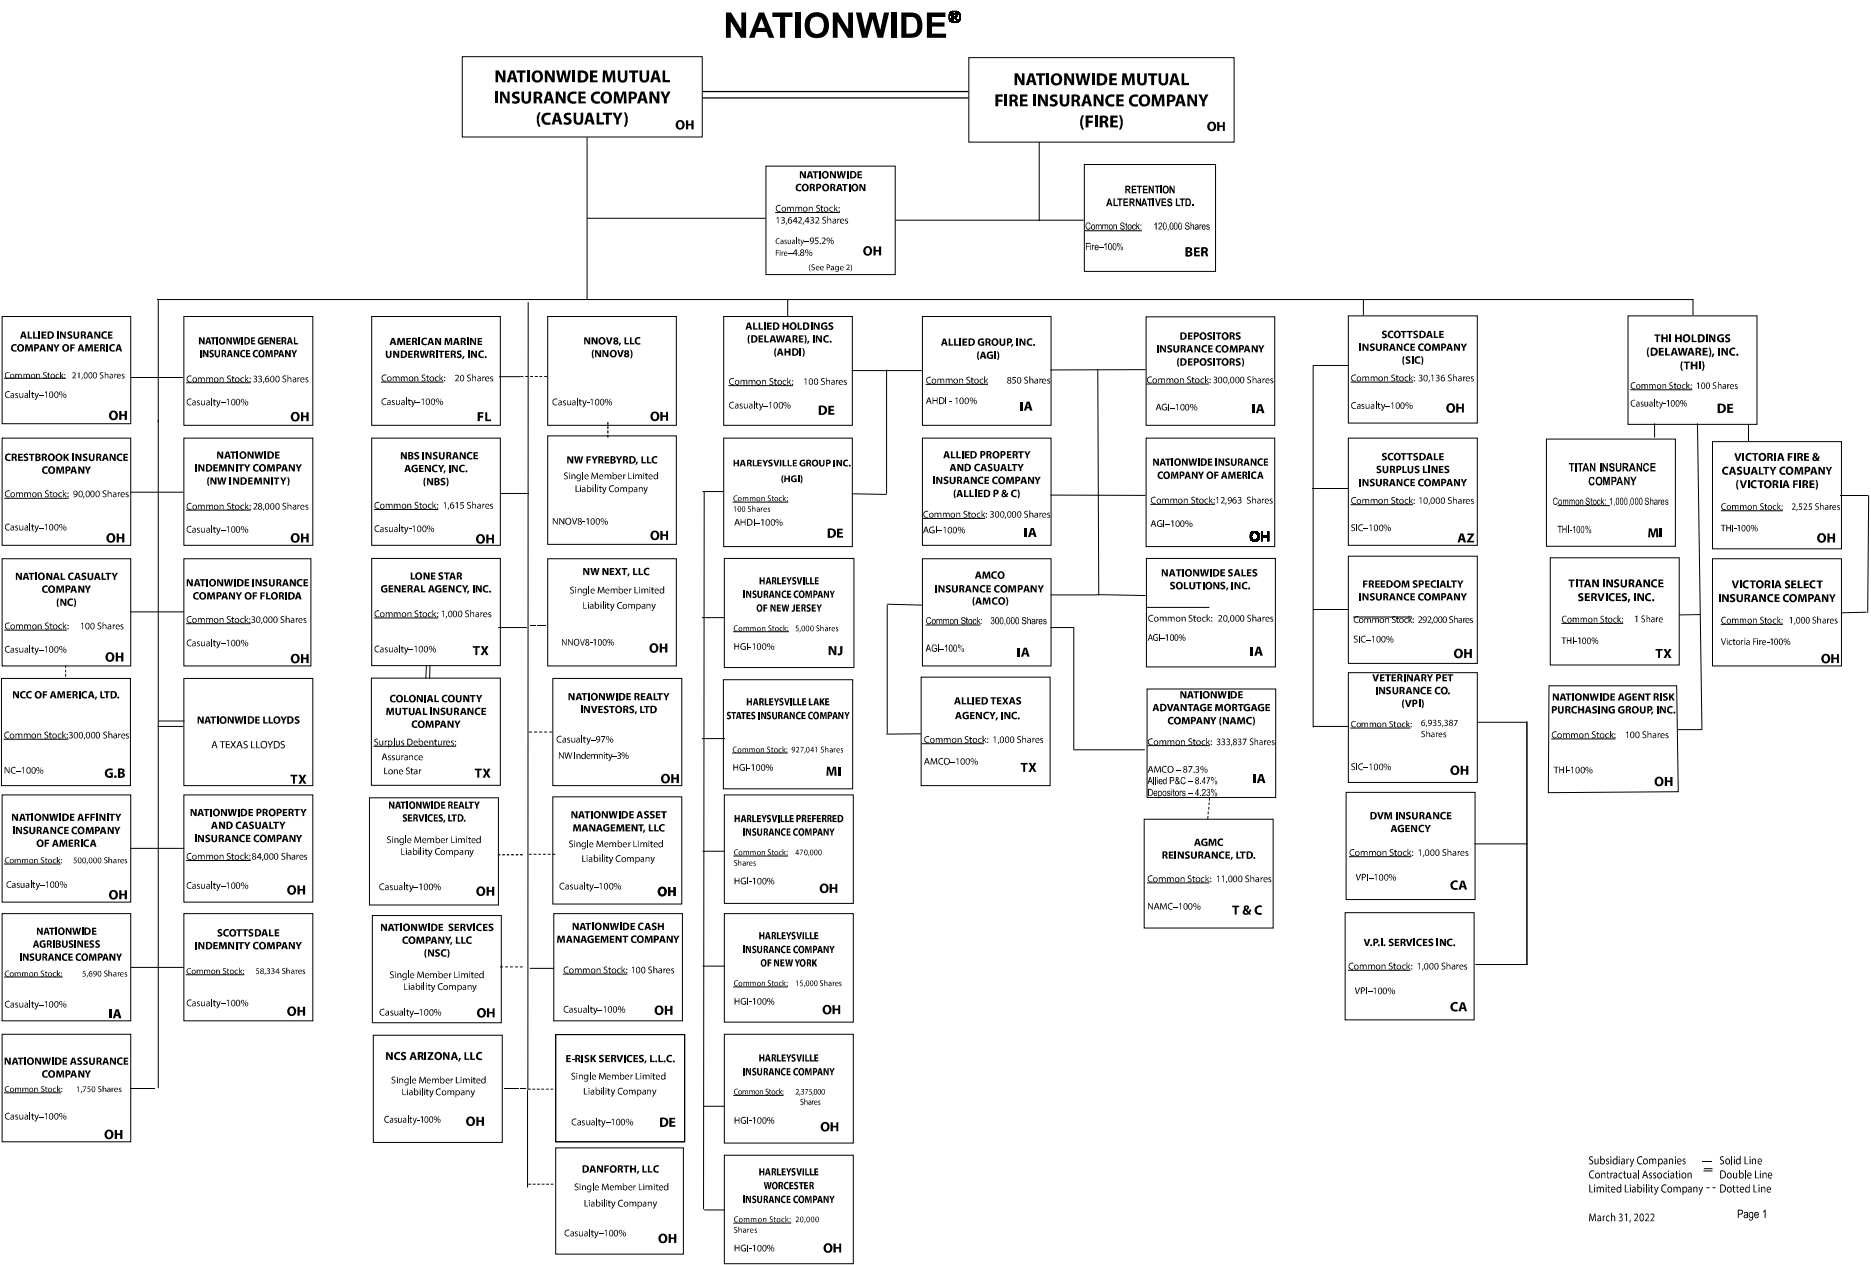 NATIONWIDE®
NATIONWIDE MUTUAL
INSURANCE COMPANY
(CASUALTY)
OH
NATIONWIDE MUTUAL
FIRE INSURANCE COMPANY
(FIRE)
OH
NATIONWIDE
CORPORATION
Common Stock:
13,642,432 Shares
Casualty–95.2%
Fire–4.8%
OH
(See Page 2)
RETENTION
ALTERNATIVES LTD.
Common Stock: 120,000 Shares
Fire–100%
BER
ALLIED INSURANCE
COMPANY OF AMERICA
Common Stock: 21,000 Shares
Casualty–100%
OH
CRESTBROOK INSURANCE
COMPANY
Common Stock: 90,000 Shares
Casualty–100%
OH
NATIONAL CASUALTY
COMPANY
(NC)
Common Stock: 100 Shares
Casualty–100%
OH
NCC OF AMERICA, LTD.
Common Stock:300,000 Shares
NC–100%
G.B
NATIONWIDE AFFINITY
INSURANCE COMPANY
OF AMERICA
Common Stock: 500,000 Shares
Casualty–100%
OH
NATIONWIDE
AGRIBUSINESS
INSURANCE COMPANY
Common Stock: 5,690 Shares
Casualty–100%
IA
NATIONWIDE ASSURANCE
COMPANY
Common Stock: 1,750 Shares
Casualty–100%
OH
NATIONWIDE GENERAL
INSURANCE COMPANY
Common Stock: 33,600 Shares
Casualty–100%
OH
NATIONWIDE
INDEMNITY COMPANY
(NW INDEMNITY)
Common Stock: 28,000 Shares
Casualty–100%
OH
NATIONWIDE INSURANCE
COMPANY OF FLORIDA
Common Stock:30,000 Shares
Casualty–100%
OH
NATIONWIDE LLOYDS
A TEXAS LLOYDS
TX
NATIONWIDE PROPERTY
AND CASUALTY
INSURANCE COMPANY
Common Stock:84,000 Shares
Casualty–100%
OH
SCOTTSDALE
INDEMNITY COMPANY
Common Stock: 58,334 Shares
Casualty–100%
OH
AMERICAN MARINE
UNDERWRITERS, INC.
Common Stock: 20 Shares
Casualty–100%
FL
NBS INSURANCE
AGENCY, INC.
(NBS)
Common Stock: 1,615 Shares
Casualty–100%
OH
LONE STAR
GENERAL AGENCY, INC.
Common Stock: 1,000 Shares
Casualty–100%
TX
COLONIAL COUNTY
MUTUAL INSURANCE
COMPANY
Surplus Debentures:
Assurance
Lone Star
TX
NATIONWIDE REALTY
SERVICES, LTD.
Single Member Limited
Liability Company
Casualty–100%
OH
NATIONWIDE SERVICES
COMPANY, LLC
(NSC)
Single Member Limited
Liability Company
Casualty–100%
OH
NCS ARIZONA, LLC
Single Member Limited
Liability Company
Casualty–100%
OH
NNOV8, LLC
(NNOV8)
Casualty-100%
OH
NW FYREBYRD, LLC
Single Member Limited
Liability Company
NNOV8-100%
OH
NW NEXT, LLC
Single Member Limited
Liability Company
NNOV8-100%
OH
NATIONWIDE REALTY
INVESTORS, LTD
Casualty–97%
NW Indemnity–3%
OH
NATIONWIDE ASSET
MANAGEMENT, LLC
Single Member Limited
Liability Company
Casualty–100%
OH
NATIONWIDE CASH
MANAGEMENT COMPANY
Common Stock: 100 Shares
Casualty–100%
OH
E-RISK SERVICES, L.L.C.
Single Member Limited
Liability Company
Casualty–100%
DE
DANFORTH, LLC
Single Member Limited
Liability Company
Casualty–100%
OH
ALLIED HOLDINGS
(DELAWARE), INC.
(AHDI)
Common Stock: 100 Shares
Casualty–100%
DE
HARLEYSVILLE GROUP INC.
(HGI)
Common Stock:
100 Shares
AHDI–100%
DE
HARLEYSVILLE
INSURANCE COMPANY
OF NEW JERSEY
Common Stock: 5,000 Shares
HGI-100%
NJ
HARLEYSVILLE LAKE
STATES INSURANCE COMPANY
Common Stock: 927,041 Shares
HGI-100%
MI
HARLEYSVILLE PREFERRED
INSURANCE COMPANY
Common Stock: 470,000
Shares
HGI-100%
OH
HARLEYSVILLE
INSURANCE COMPANY
OF NEW YORK
Common Stock: 15,000 Shares
HGI-100%
OH
HARLEYSVILLE
INSURANCE COMPANY
Common Stock: 2,375,000
Shares
HGI-100%
OH
HARLEYSVILLE
WORCESTER
INSURANCE COMPANY
Common Stock: 20,000
Shares
HGI-100%
OH
ALLIED GROUP, INC.
(AGI)
Common Stock 850 Shares
AHDI - 100%
IA
ALLIED PROPERTY
AND CASUALTY
INSURANCE COMPANY
(ALLIED P & C)
Common Stock: 300,000 Shares
AGI–100%
IA
AMCO
INSURANCE COMPANY
(AMCO)
Common Stock: 300,000 Shares
AGI–100%
IA
ALLIED TEXAS
AGENCY, INC.
Common Stock: 1,000 Shares
AMCO–100%
TX
DEPOSITORS
INSURANCE COMPANY
(DEPOSITORS)
Common Stock: 300,000 Shares
AGI–100%
IA
NATIONWIDE INSURANCE
COMPANY OF AMERICA
Common Stock:12,963 Shares
AGI–100%
OH
NATIONWIDE SALES
SOLUTIONS, INC.
Common Stock: 20,000 Shares
AGI–100%
IA
NATIONWIDE
ADVANTAGE MORTGAGE
COMPANY (NAMC)
Common Stock: 333,837 Shares
AMCO – 87.3%
Allied P&C – 8.47%
Depositors – 4.23%
IA
AGMC
REINSURANCE, LTD.
Common Stock: 11,000 Shares
NAMC–100%
T & C
SCOTTSDALE
INSURANCE COMPANY
(SIC)
Common Stock: 30,136 Shares
Casualty–100%
OH
SCOTTSDALE
SURPLUS LINES
INSURANCE COMPANY
Common Stock: 10,000 Shares
SIC–100%
AZ
FREEDOM SPECIALTY
INSURANCE COMPANY
Common Stock: 292,000 Shares
SIC–100%
OH
VETERINARY PET
INSURANCE CO.
(VPI)
Common Stock: 6,935,387
Shares
SIC–100%
OH
DVM INSURANCE
AGENCY
Common Stock: 1,000 Shares
VPI–100%
CA
V.P.I. SERVICES INC.
Common Stock: 1,000 Shares
VPI–100%
CA
THI HOLDINGS
(DELAWARE), INC.
(THI)
Common Stock: 100 Shares
Casualty-100%
DE
TITAN INSURANCE
COMPANY
Common Stock: 1,000,000 Shares
THI-100%
MI
TITAN INSURANCE
SERVICES, INC.
Common Stock: 1 Share
THI-100%
TX
NATIONWIDE AGENT RISK
PURCHASING GROUP, INC.
Common Stock: 100 Shares
THI-100%
OH
VICTORIA FIRE &
CASUALTY COMPANY
(VICTORIA FIRE)
Common Stock: 2,525 Shares
THI-100%
OH
VICTORIA SELECT
INSURANCE COMPANY
Common Stock: 1,000 Shares
Victoria Fire-100%
OH
Subsidiary Companies — Solid Line
Contractual Association = Double Line
Limited Liability Company -- Dotted Line
March 31, 2022
Page 1